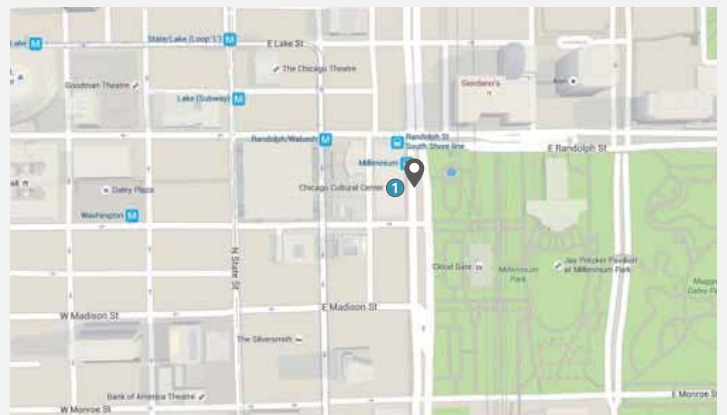 Lake M
State/Lake (Loop 'L') M
E Lake St
The Chicago Theatre
Goodman Theatre
Giordano's
Aon
Lake (Subway) M
Randolph/Wabash M
Randolph St
South Shore line
E Randolph St
Millennium
Chicago Cultural Center 1
Daley Plaza
Washington M
N State St
Cloud Gate
Millennium
Park
Jay Pritzker Pavilion
at Millennium Park
Daley
E Madison St
W Madison St
The Silversmith
Bank of America Theatre
E Monroe St
W Monroe St